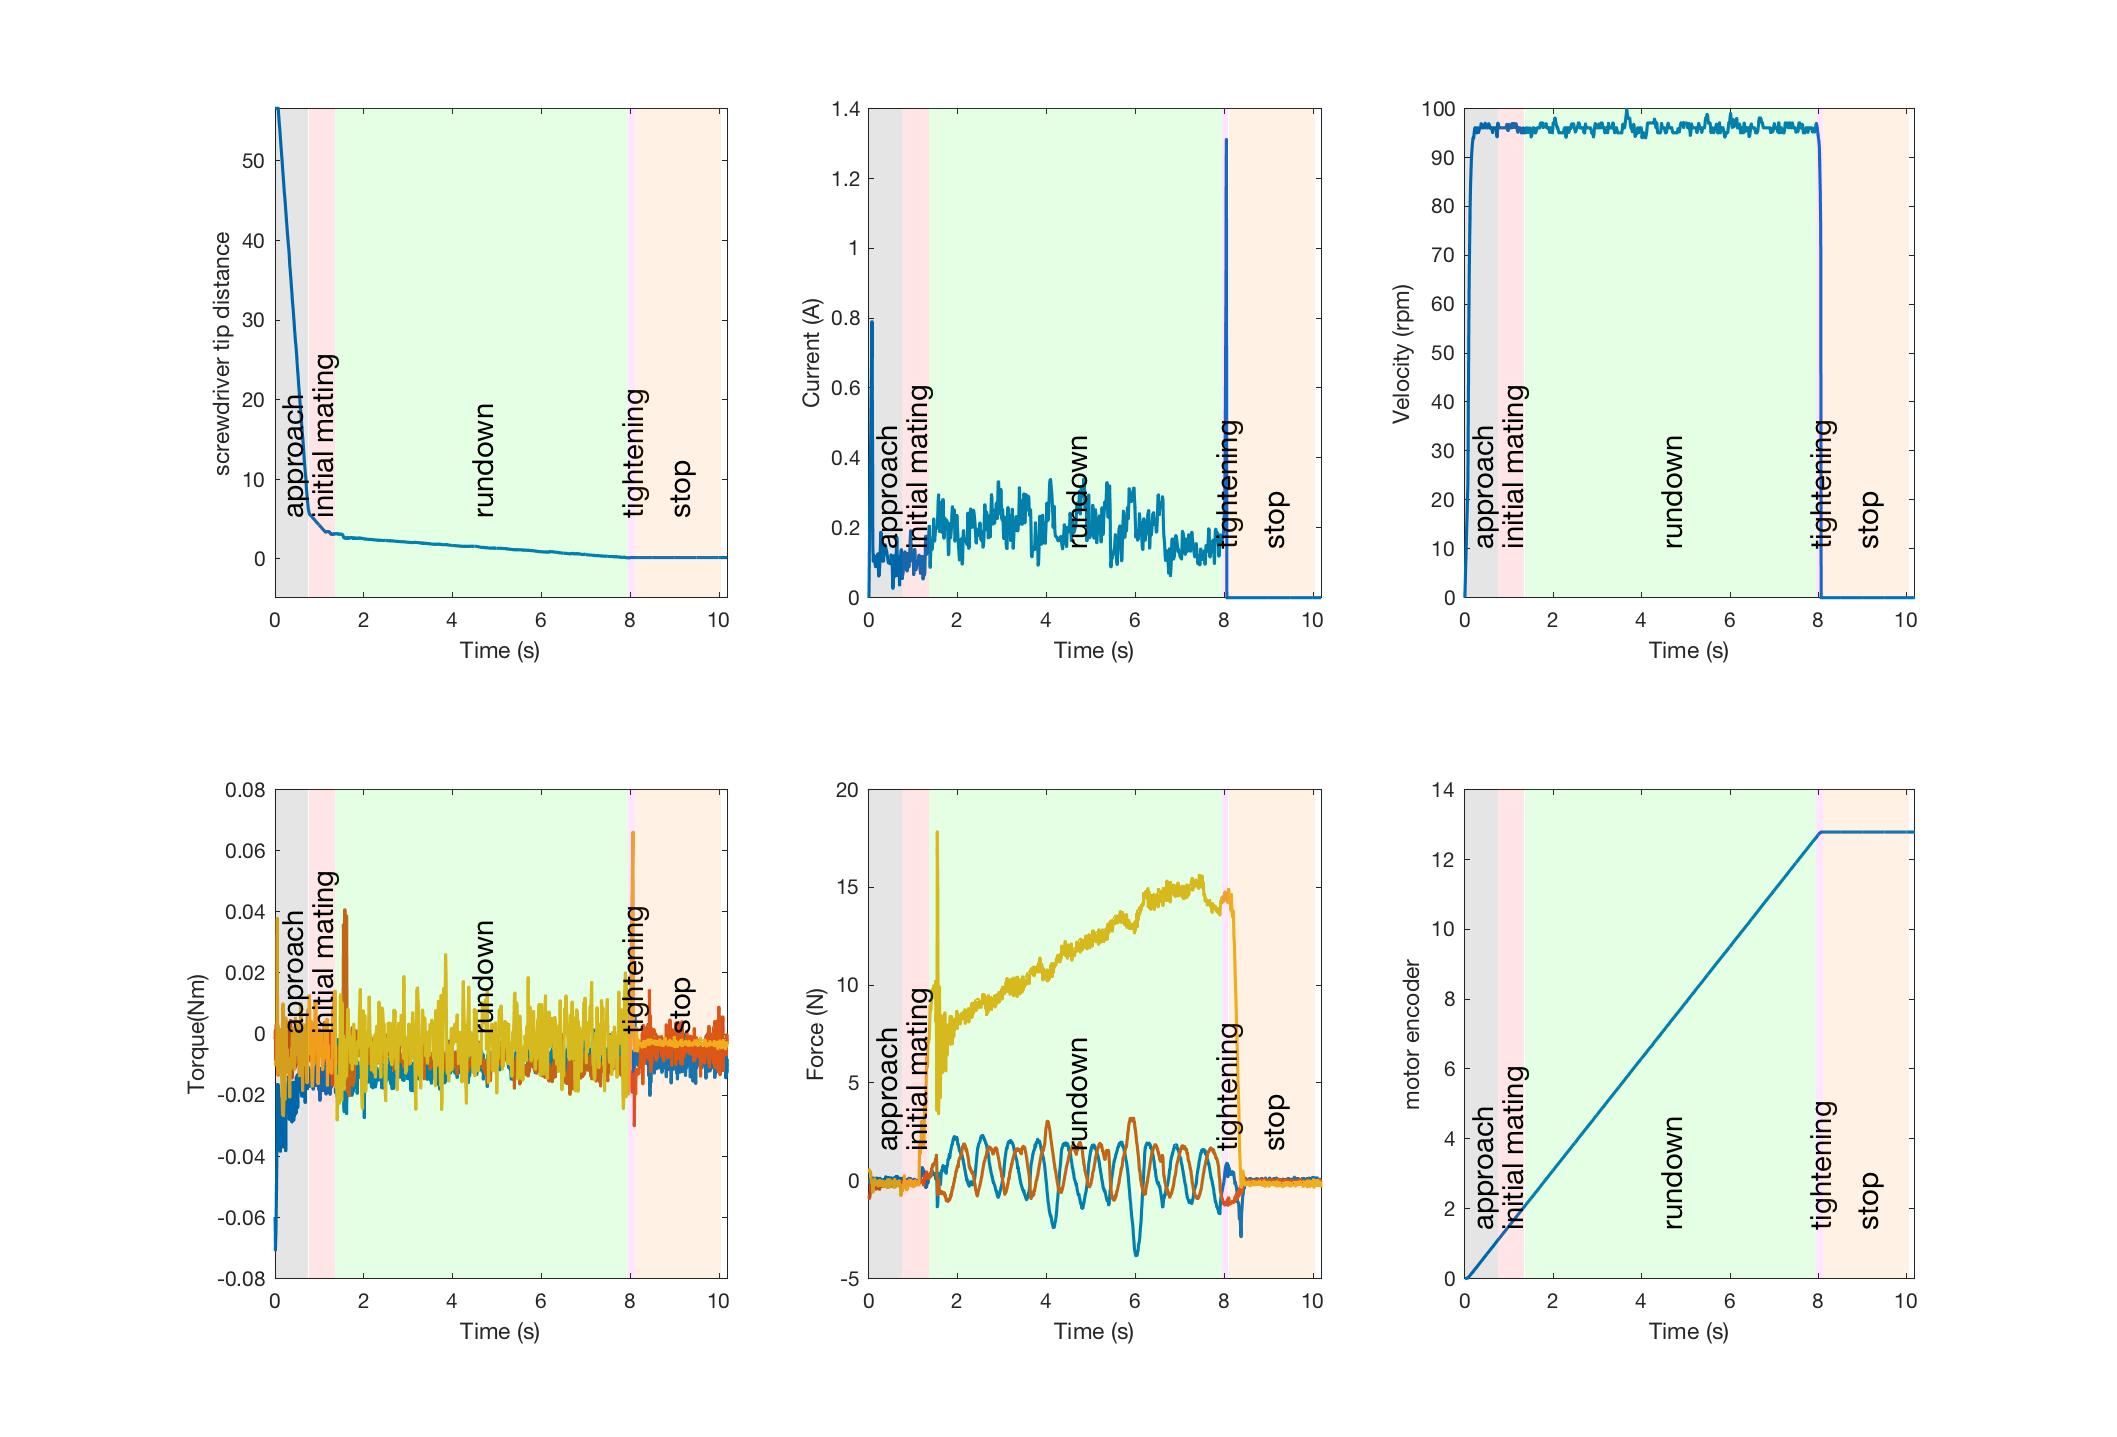 50
40
30
20
10
0
screwdriver tip distance
approach
initial mating
rundown
tightening
stop
0 2 4 6 8 10
Time (s)
1.4
1.2
1
0.8
0.6
0.4
0.2
0
Current (A)
approach
initial mating
rundown
tightening
stop
0 2 4 6 8 10
Time (s)
100
90
80
70
60
50
40
30
20
10
0
Velocity (rpm)
approach
initial mating
rundown
tightening
stop
0 2 4 6 8 10
Time (s)
0.08
0.06
0.04
0.02
0
-0.02
-0.04
-0.06
-0.08
Torque(Nm)
approach
initial mating
rundown
tightening
stop
0 2 4 6 8 10
Time (s)
20
15
10
5
0
-5
Force (N)
approach
initial mating
rundown
tightening
stop
0 2 4 6 8 10
Time (s)
14
12
10
8
6
4
2
0
motor encoder
approach
initial mating
rundown
tightening
stop
0 2 4 6 8 10
Time (s)